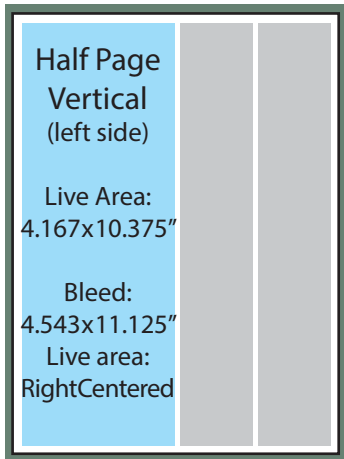 Half Page
Vertical
(left side)
Live Area:
4.167x10.375”
Bleed:
4.543x11.125”
Live area:
RightCentered